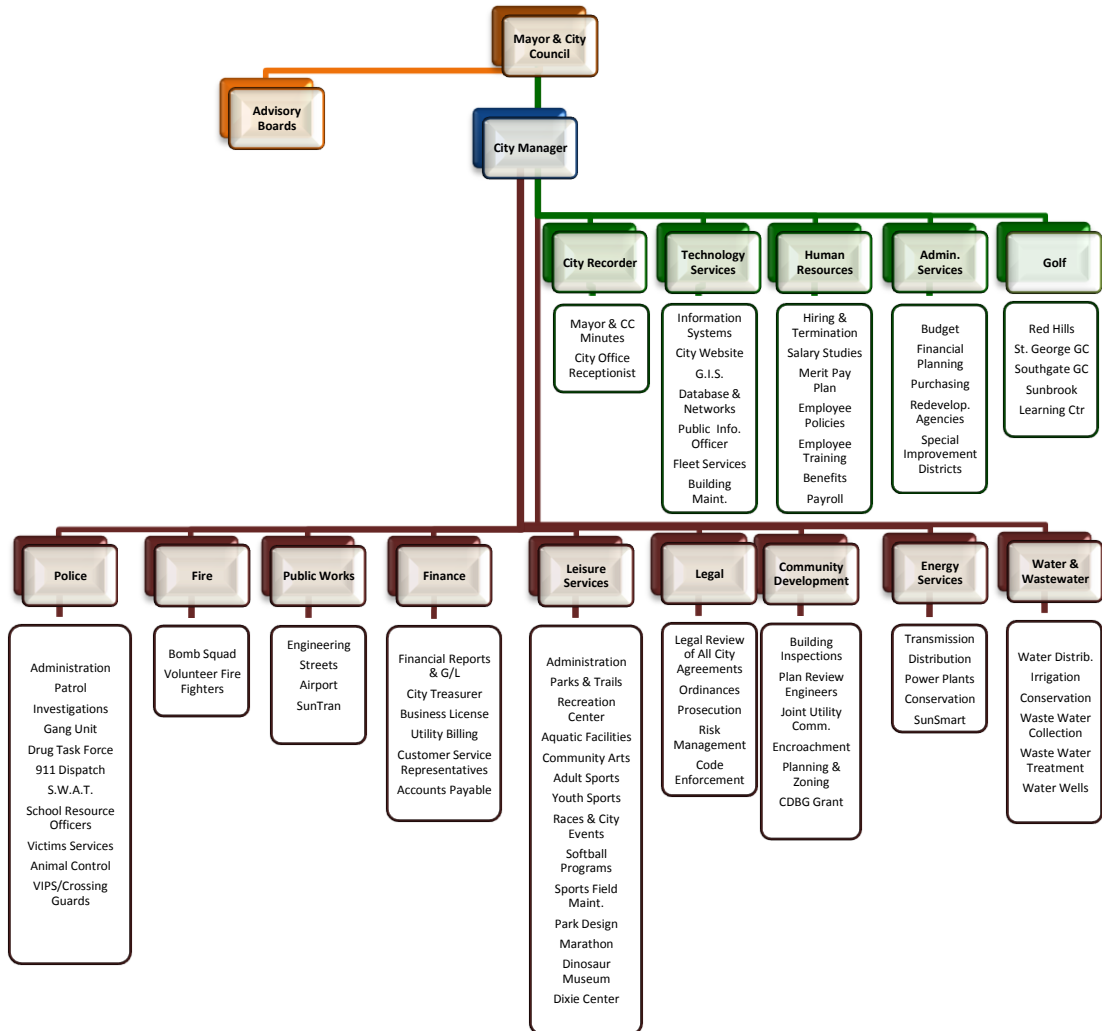 Mayor & City
Council
Advisory
Boards
City Manager
City Recorder
Technology
Services
Human
Resources
Admin.
Services
Golf
Mayor & CC
Minutes
City Office
Receptionist
Information
Systems
City Website
G.I.S.
Database &
Networks
Public Info.
Officer
Fleet Services
Building
Maint.
Hiring &
Termination
Salary Studies
Merit Pay
Plan
Employee
Policies
Employee
Training
Benefits
Payroll
Budget
Financial
Planning
Purchasing
Redevelop.
Agencies
Special
Improvement
Districts
Red Hills
St. George GC
Southgate GC
Sunbrook
Learning Ctr
Police
Fire
Public Works
Finance
Leisure
Services
Legal
Community
Development
Energy
Services
Water &
Wastewater
Administration
Patrol
Investigations
Gang Unit
Drug Task Force
911 Dispatch
S.W.A.T.
School Resource
Officers
Victims Services
Animal Control
VIPS/Crossing
Guards
Bomb Squad
Volunteer Fire
Fighters
Engineering
Streets
Airport
SunTran
Financial Reports
& G/L
City Treasurer
Business License
Utility Billing
Customer Service
Representatives
Accounts Payable
Administration
Parks & Trails
Recreation
Center
Aquatic Facilities
Community Arts
Adult Sports
Youth Sports
Races & City
Events
Softball
Programs
Sports Field
Maint.
Park Design
Marathon
Dinosaur
Museum
Dixie Center
Legal Review
of All City
Agreements
Ordinances
Prosecution
Risk
Management
Code
Enforcement
Building
Inspections
Plan Review
Engineers
Joint Utility
Comm.
Encroachment
Planning &
Zoning
CDBG Grant
Transmission
Distribution
Power Plants
Conservation
SunSmart
Water Distrib.
Irrigation
Conservation
Waste Water
Collection
Waste Water
Treatment
Water Wells